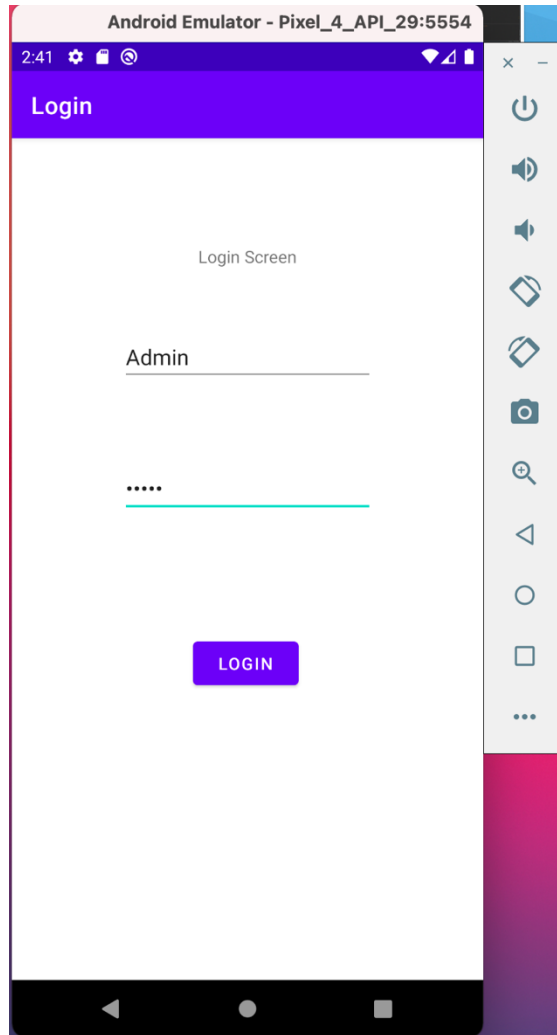 Android Emulator - Pixel_4_API_29:5554
2:41
Login
Login Screen
Admin
•••••
LOGIN